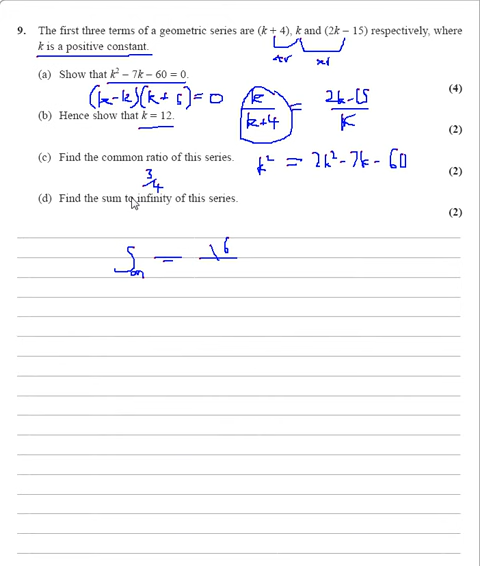 9. The first three terms of a geometric series are (k + 4), k and (2k – 15) respectively, where
k is a positive constant.
×r ×r
(a) Show that k² – 7k – 60 = 0.
(4)
(k-12)(k+5)=0 k/(k+4) = (2k-15)/k
(b) Hence show that k = 12.
(2)
(c) Find the common ratio of this series.
k² = 2k²-7k-60
(2)
3/4
(d) Find the sum to infinity of this series.
(2)
S∞ = 16